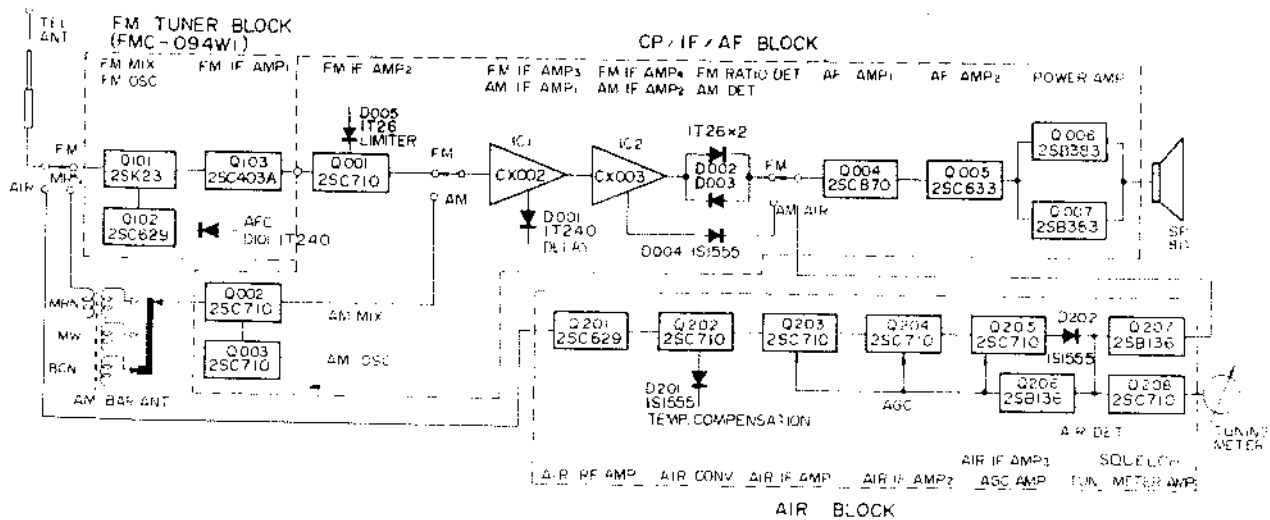 TEL
ANT
FM TUNER BLOCK
(FMC-094W1)
CP/IF/AF BLOCK
FM MIX
FM OSC
FM IF AMP1
FM IF AMP2
FM IF AMP3
AM IF AMP1
FM IF AMP4
AM IF AMP2
FM RATIO DET
AM DET
AF AMP1
AF AMP2
POWER AMP
D005
1T26
LIMITER
IC1
IC2
1T26×2
FM
AIR
Q101
2SK23
Q103
2SC403A
Q001
2SC710
FM
AM
CX002
CX003
D002
D003
FM
AM AIR
Q004
2SC870
Q005
2SC633
Q006
2SB383
Q007
2SB383
Q102
2SC629
AFC
D101 1T240
D001
1T240
DELAY
D004 1S1555
MRN
MW
BCN
AM BAR ANT
Q002
2SC710
AM MIX
Q003
2SC710
AM OSC
Q201
2SC629
Q202
2SC710
Q203
2SC710
Q204
2SC710
Q205
2SC710
D202
1S1555
Q207
2SB136
D201
1S1555
TEMP. COMPENSATION
AGC
Q206
2SB136
Q208
2SC710
AIR DET
TUNING
METER
AIR RF AMP
AIR CONV
AIR IF AMP
AIR IF AMP2
AIR IF AMP3
AGC AMP
SQUELCH
TUN. METER AMP
AIR BLOCK